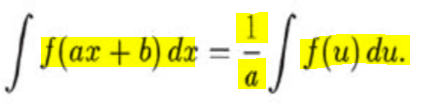 ∫ f(ax + b) dx = 1/a ∫ f(u) du.